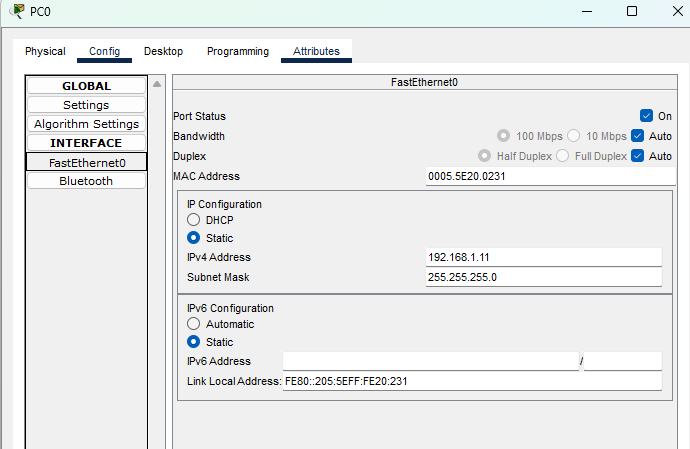 PC0
Physical Config Desktop Programming Attributes
GLOBAL
Settings
Algorithm Settings
INTERFACE
FastEthernet0
Bluetooth
FastEthernet0
Port Status On
Bandwidth 100 Mbps 10 Mbps Auto
Duplex Half Duplex Full Duplex Auto
MAC Address 0005.5E20.0231
IP Configuration
DHCP
Static
IPv4 Address 192.168.1.11
Subnet Mask 255.255.255.0
IPv6 Configuration
Automatic
Static
IPv6 Address /
Link Local Address: FE80::205:5EFF:FE20:231